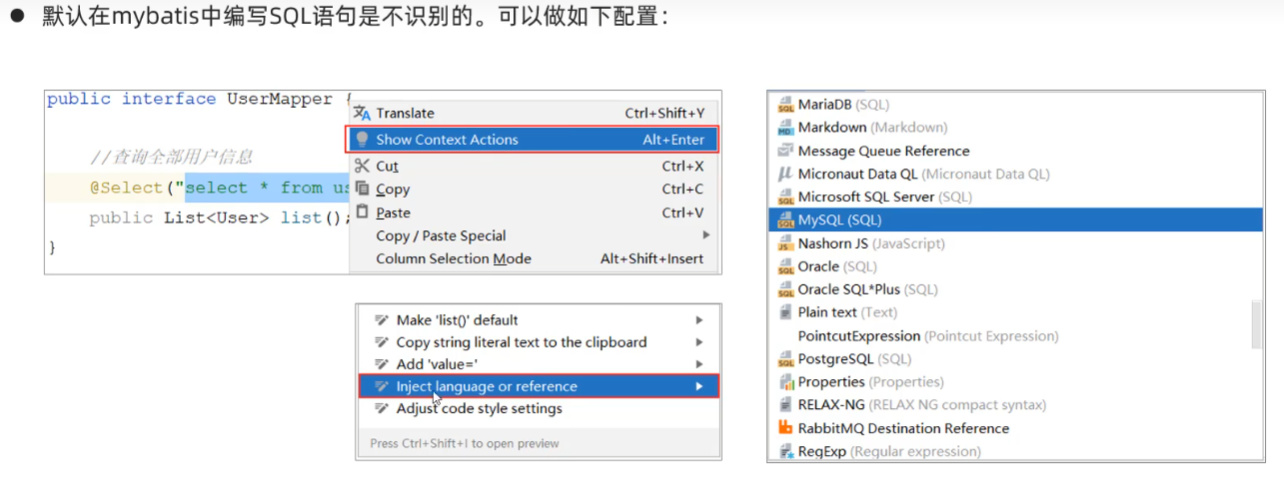 ● 默认在mybatis中编写SQL语句是不识别的。可以做如下配置：
public interface UserMapper {
//查询全部用户信息
@Select("select * from us
public List<User> list();
}
Translate Ctrl+Shift+Y
Show Context Actions Alt+Enter
Cut Ctrl+X
Copy Ctrl+C
Paste Ctrl+V
Copy / Paste Special
Column Selection Mode Alt+Shift+Insert
Make 'list()' default
Copy string literal text to the clipboard
Add 'value='
Inject language or reference
Adjust code style settings
Press Ctrl+Shift+I to open preview
MariaDB (SQL)
Markdown (Markdown)
Message Queue Reference
Micronaut Data QL (Micronaut Data QL)
Microsoft SQL Server (SQL)
MySQL (SQL)
Nashorn JS (JavaScript)
Oracle (SQL)
Oracle SQL*Plus (SQL)
Plain text (Text)
PointcutExpression (Pointcut Expression)
PostgreSQL (SQL)
Properties (Properties)
RELAX-NG (RELAX NG compact syntax)
RabbitMQ Destination Reference
RegExp (Regular expression)